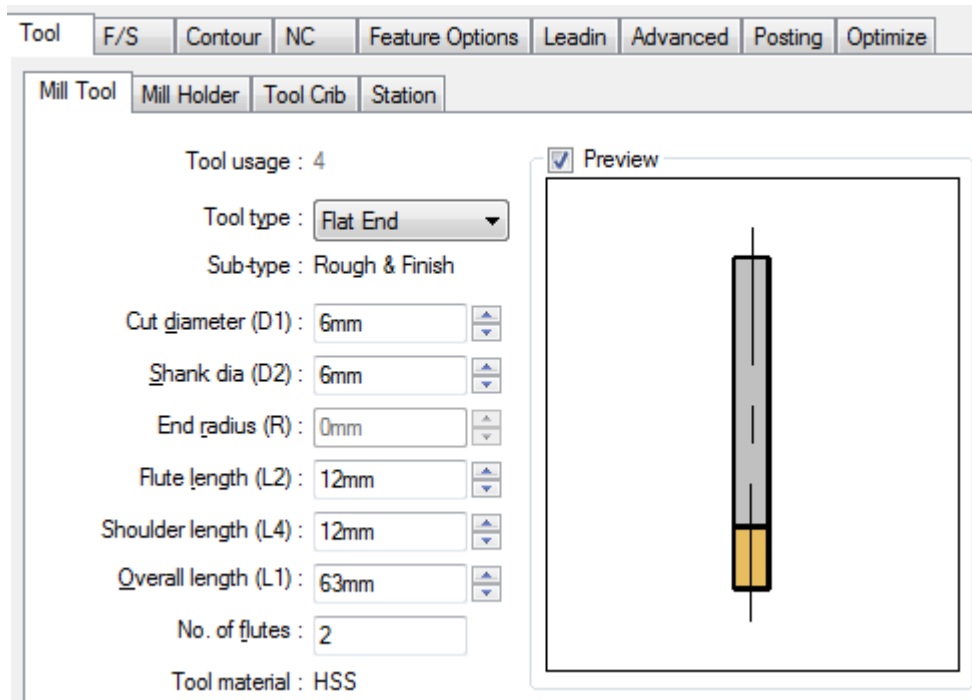 Tool F/S Contour NC Feature Options Leadin Advanced Posting Optimize
Mill Tool Mill Holder Tool Crib Station
Tool usage : 4
Preview
Tool type : Flat End
Sub-type : Rough & Finish
Cut diameter (D1) : 6mm
Shank dia (D2) : 6mm
End radius (R) : 0mm
Flute length (L2) : 12mm
Shoulder length (L4) : 12mm
Overall length (L1) : 63mm
No. of flutes : 2
Tool material : HSS